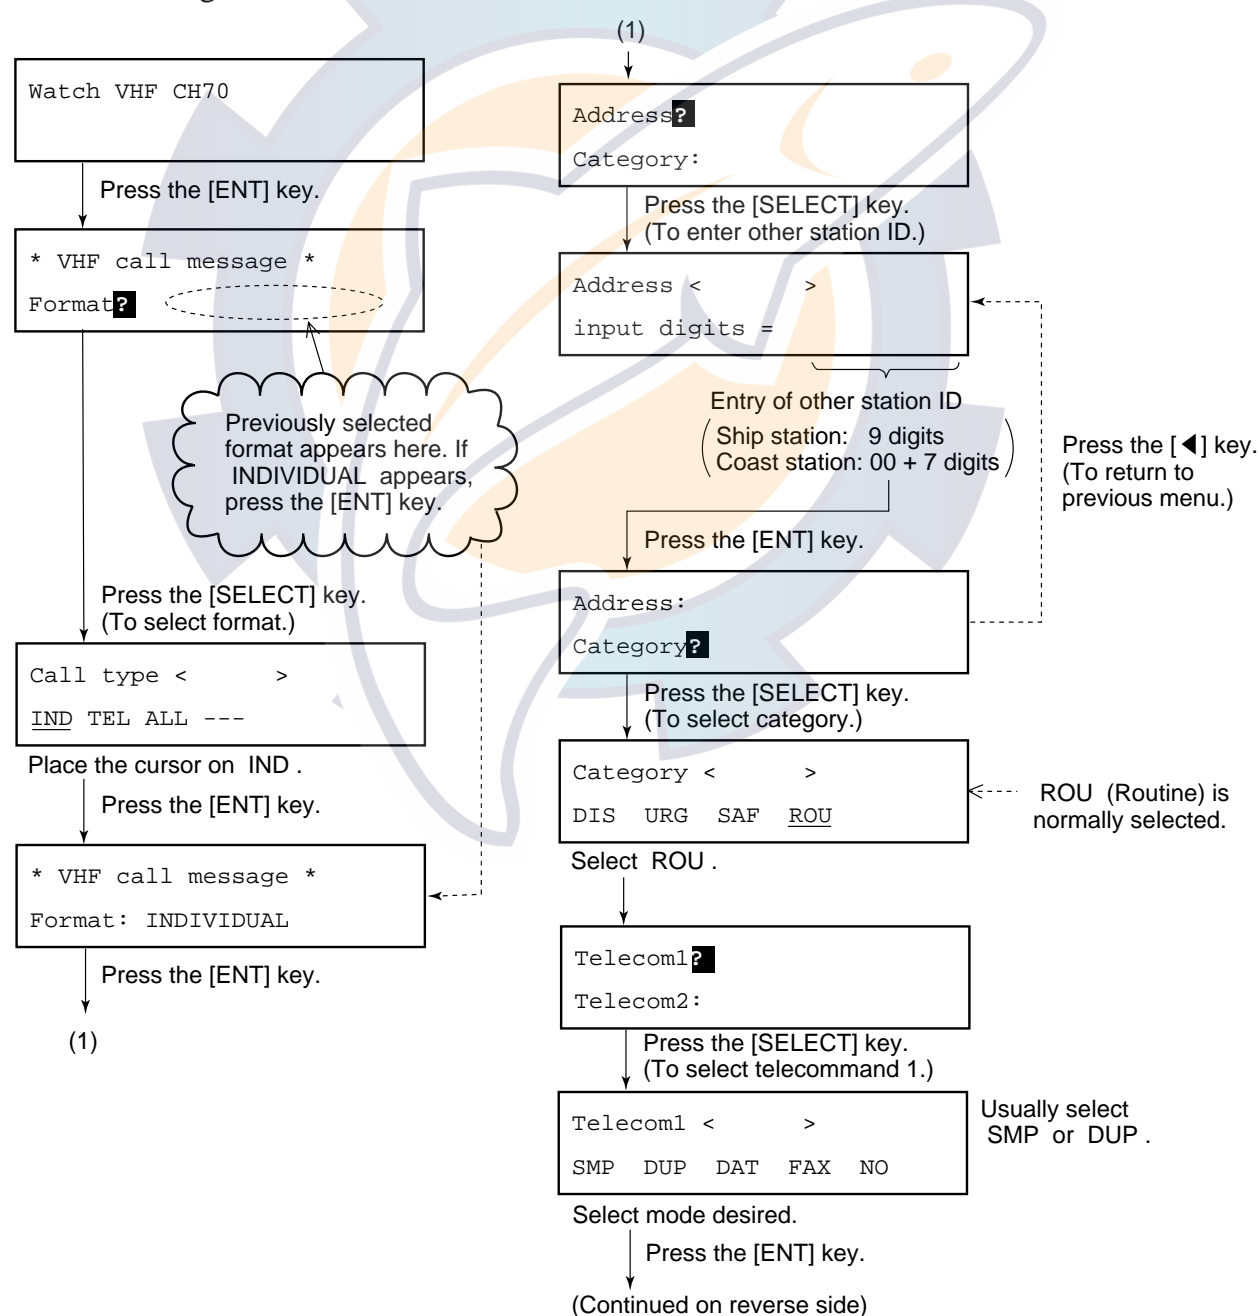 Watch VHF CH70
Press the [ENT] key.
* VHF call message *
Format?
Previously selected
format appears here. If
INDIVIDUAL appears,
press the [ENT] key.
Press the [SELECT] key.
(To select format.)
Call type < >
IND TEL ALL ---
Place the cursor on IND .
Press the [ENT] key.
* VHF call message *
Format: INDIVIDUAL
Press the [ENT] key.
(1)
(1)
Address?
Category:
Press the [SELECT] key.
(To enter other station ID.)
Address < >
input digits =
Entry of other station ID
Ship station: 9 digits
Coast station: 00 + 7 digits
Press the [◀] key.
(To return to
previous menu.)
Press the [ENT] key.
Address:
Category?
Press the [SELECT] key.
(To select category.)
Category < >
DIS URG SAF ROU
ROU (Routine) is
normally selected.
Select ROU .
Telecom1?
Telecom2:
Press the [SELECT] key.
(To select telecommand 1.)
Telecom1 < >
SMP DUP DAT FAX NO
Usually select
SMP or DUP .
Select mode desired.
Press the [ENT] key.
(Continued on reverse side)